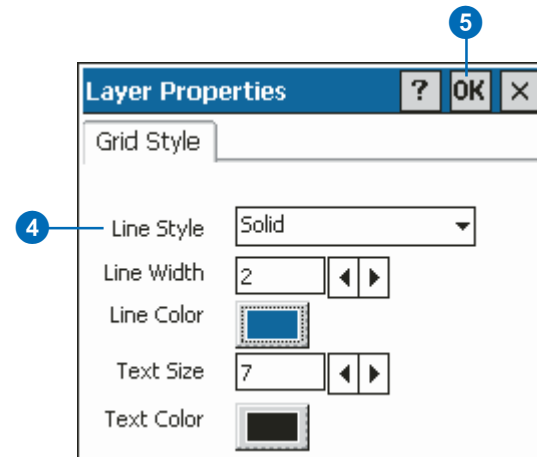 5
Layer Properties ? OK ×
Grid Style
4 Line Style Solid
Line Width 2
Line Color
Text Size 7
Text Color